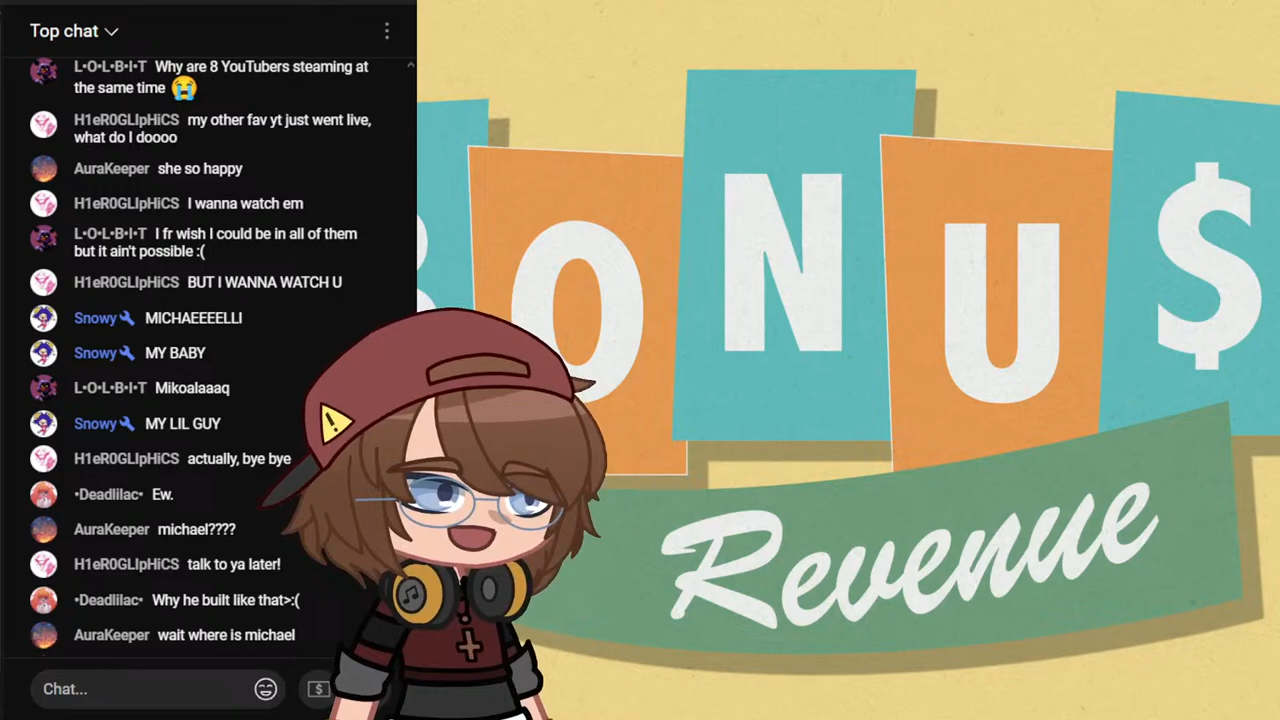 Top chat
L•O•L•B•I•T Why are 8 YouTubers steaming at
the same time 😭
H1eR0GLIpHiCS my other fav yt just went live,
what do I doooo
AuraKeeper she so happy
H1eR0GLIpHiCS I wanna watch em
L•O•L•B•I•T I fr wish I could be in all of them
but it ain't possible :(
H1eR0GLIpHiCS BUT I WANNA WATCH U
Snowy MICHAEEEELLI
Snowy MY BABY
L•O•L•B•I•T Mikoalaaaq
Snowy MY LIL GUY
H1eR0GLIpHiCS actually, bye bye
•Deadlilac• Ew.
AuraKeeper michael????
H1eR0GLIpHiCS talk to ya later!
•Deadlilac• Why he built like that>:(
AuraKeeper wait where is michael
Chat...
BONU$
Revenue